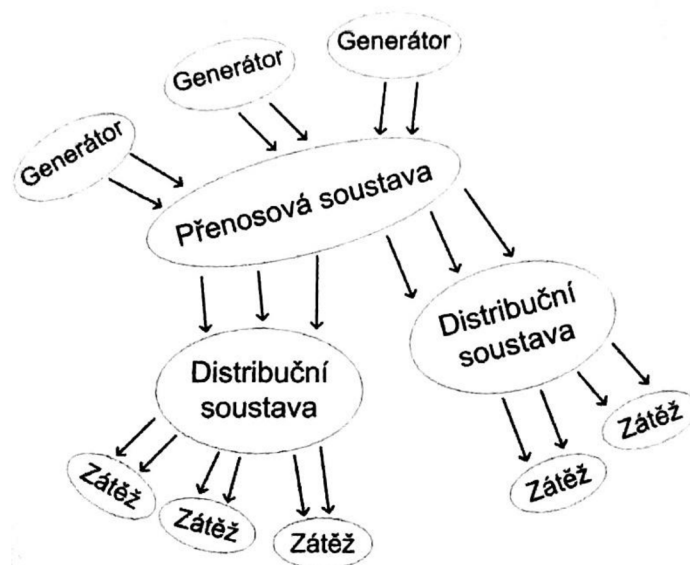 Generátor
Generátor
Generátor
Přenosová soustava
Distribuční
soustava
Distribuční
soustava
Zátěž
Zátěž
Zátěž
Zátěž
Zátěž